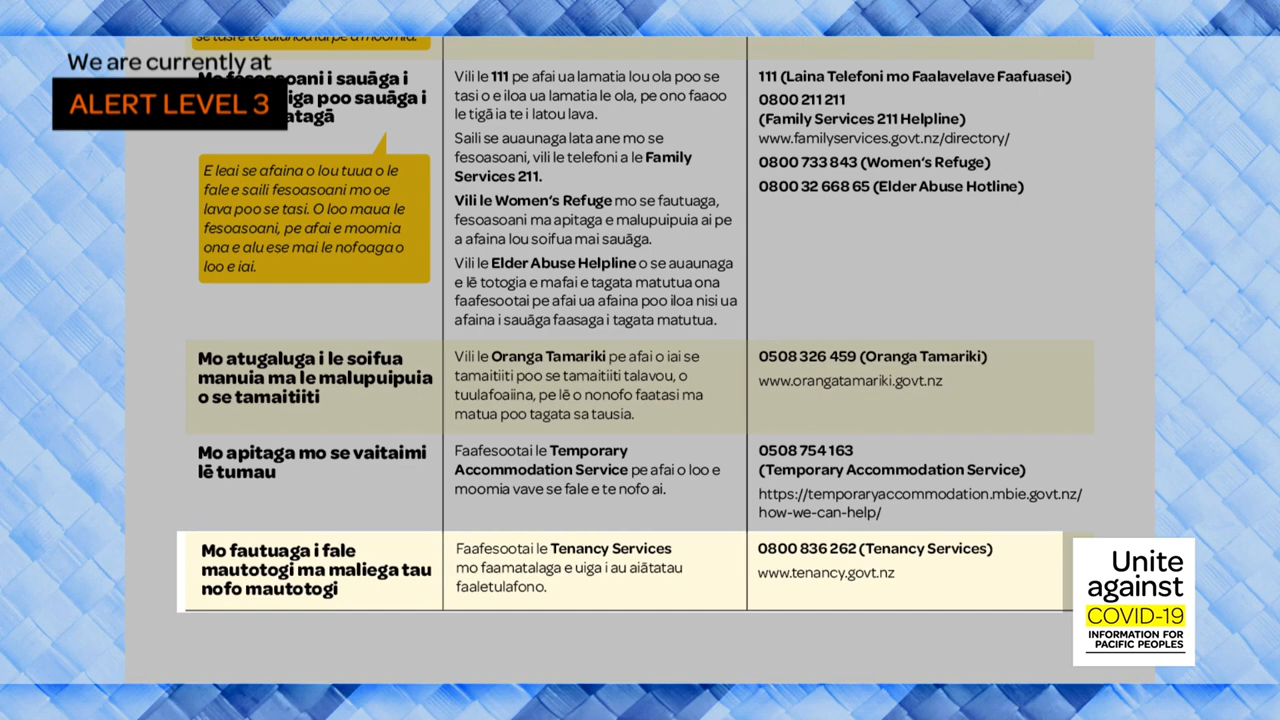 We are currently at
ALERT LEVEL 3
i sauāga i
poo sauāga i
E leai se afaina o lou tuua o le
fale e saili fesoasoani mo oe
lava poo se tasi. O loo maua le
fesoasoani, pe afai e moomia
ona e alu ese mai le nofoaga o
loo e iai.
Vili le 111 pe afai ua lamatia lou ola poo se
tasi o e iloa ua lamatia le ola, pe ono faaoo
le tigā ia te i latou lava.
Saili se auaunaga lata ane mo se
fesoasoani, vili le telefoni a le Family
Services 211.
Vili le Women's Refuge mo se fautuaga,
fesoasoani ma apitaga e malupuipuia ai pe
a afaina lou soifua mai sauāga.
Vili le Elder Abuse Helpline o se auaunaga
e lē totogia e mafai e tagata matutua ona
faafesootai pe afai ua afaina poo iloa nisi ua
afaina i sauāga faasaga i tagata matutua.
111 (Laina Telefoni mo Faalavelave Faafuasei)
0800 211 211
(Family Services 211 Helpline)
www.familyservices.govt.nz/directory/
0800 733 843 (Women's Refuge)
0800 32 668 65 (Elder Abuse Hotline)
Mo atugaluga i le soifua
manuia ma le malupuipuia
o se tamaitiiti
Vili le Oranga Tamariki pe afai o iai se
tamaitiiti poo se tamaitiiti talavou, o
tuulafoaiina, pe lē o nonofo faatasi ma
matua poo tagata sa tausia.
0508 326 459 (Oranga Tamariki)
www.orangatamariki.govt.nz
Mo apitaga mo se vaitaimi
lē tumau
Faafesootai le Temporary
Accommodation Service pe afai o loo e
moomia vave se fale e te nofo ai.
0508 754 163
(Temporary Accommodation Service)
https://temporaryaccommodation.mbie.govt.nz/
how-we-can-help/
Mo fautuaga i fale
mautotogi ma maliega tau
nofo mautotogi
Faafesootai le Tenancy Services
mo faamatalaga e uiga i au aiātatau
faaletulafono.
0800 836 262 (Tenancy Services)
www.tenancy.govt.nz
Unite
against
COVID-19
INFORMATION FOR
PACIFIC PEOPLES